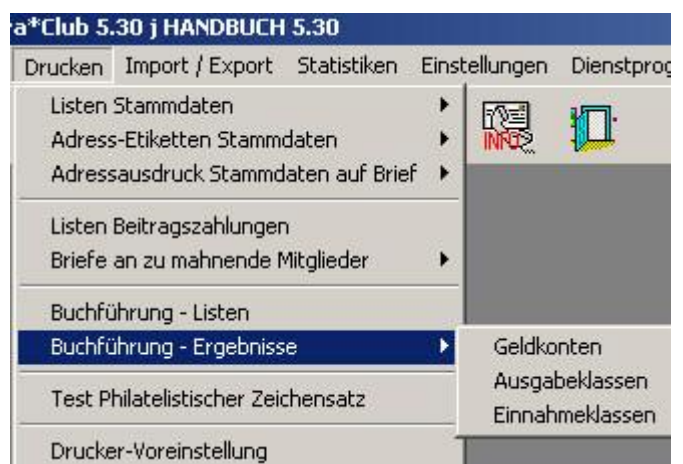 a*Club 5.30 j HANDBUCH 5.30
Drucken Import / Export Statistiken Einstellungen Dienstprog
Listen Stammdaten
Adress-Etiketten Stammdaten
Adressausdruck Stammdaten auf Brief
INFO
Listen Beitragszahlungen
Briefe an zu mahnende Mitglieder
Buchführung - Listen
Buchführung - Ergebnisse
Geldkonten
Ausgabeklassen
Einnahmeklassen
Test Philatelistischer Zeichensatz
Drucker-Voreinstellung